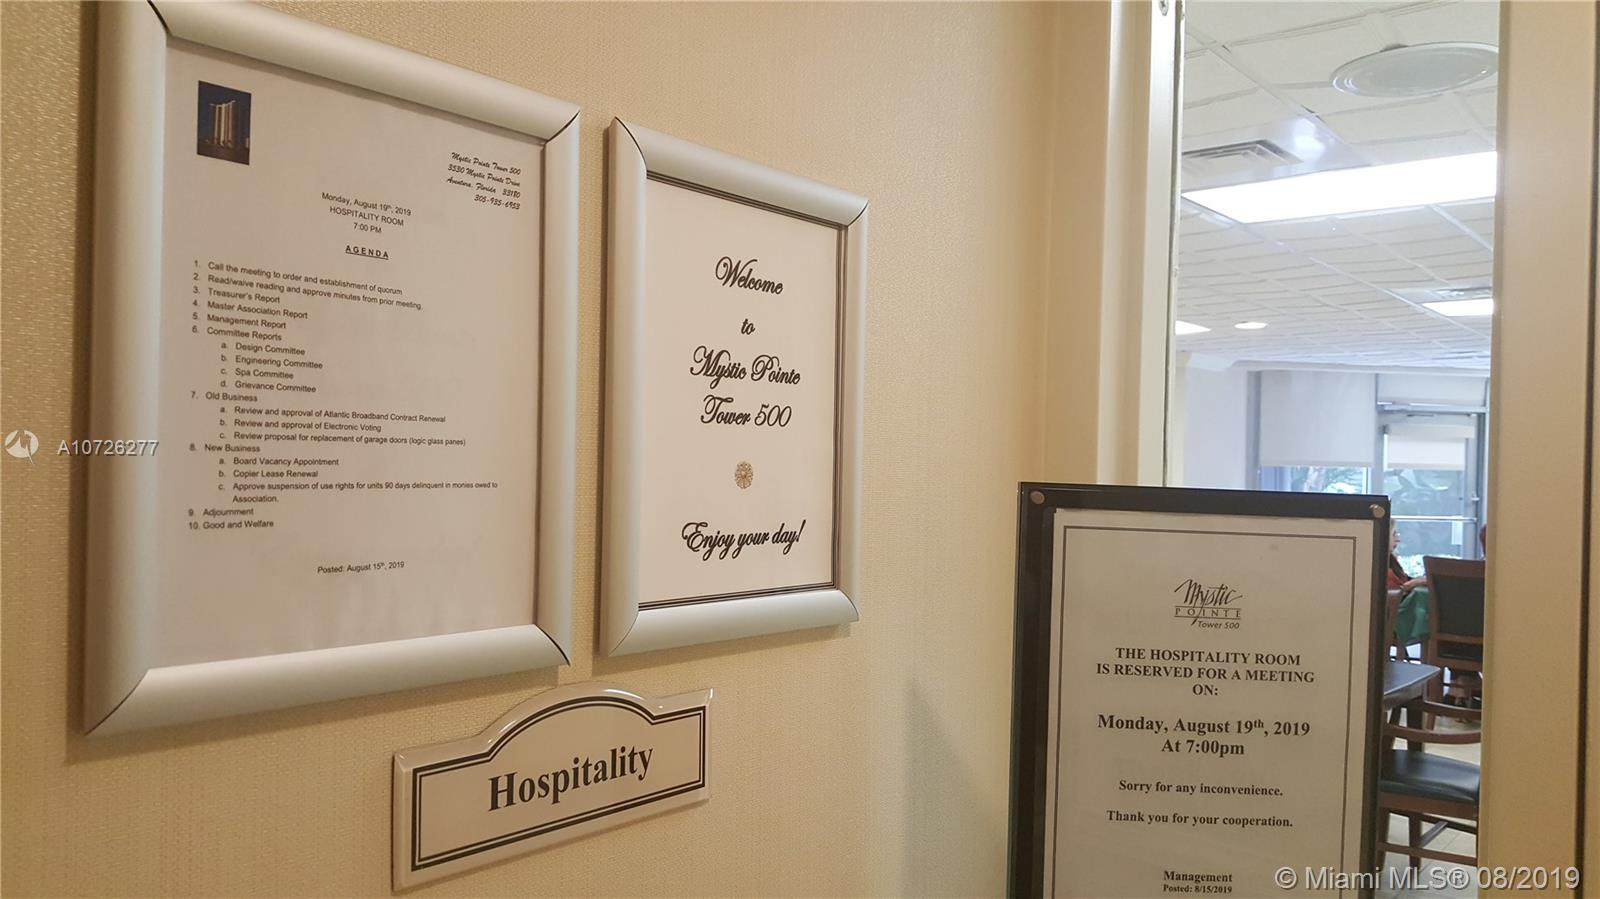 Mystic Pointe Tower 500
3530 Mystic Pointe Drive
Aventura, Florida 33180
305-935-6953
Monday, August 19th, 2019
HOSPITALITY ROOM
7:00 PM
AGENDA
1. Call the meeting to order and establishment of quorum.
2. Read/waive reading and approve minutes from prior meeting.
3. Treasurer's Report
4. Master Association Report
5. Management Report
6. Committee Reports
a. Design Committee
b. Engineering Committee
c. Spa Committee
d. Grievance Committee
7. Old Business
a. Review and approval of Atlantic Broadband Contract Renewal
b. Review and approval of Electronic Voting
c. Review proposal for replacement of garage doors (logic glass panes)
8. New Business
a. Board Vacancy Appointment
b. Copier Lease Renewal
c. Approve suspension of use rights for units 90 days delinquent in monies owed to
Association.
9. Adjournment
10. Good and Welfare
Posted: August 15th, 2019
Welcome
to
Mystic Pointe
Tower 500
Enjoy your day!
Hospitality
Mystic
POINTE
Tower 500
THE HOSPITALITY ROOM
IS RESERVED FOR A MEETING
ON:
Monday, August 19th, 2019
At 7:00pm
Sorry for any inconvenience.
Thank you for your cooperation.
Management
Posted: 8/15/2019
A10726277
© Miami MLS® 08/2019